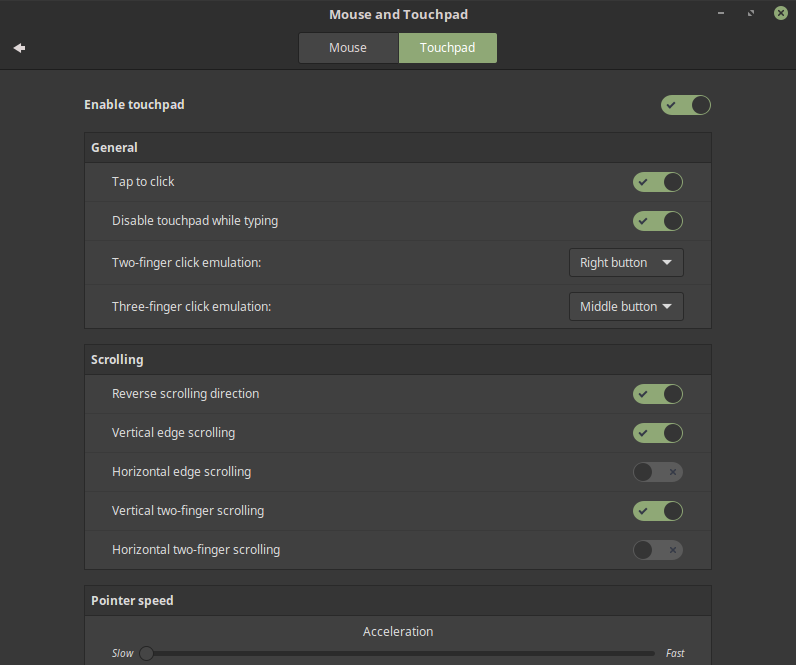 Mouse and Touchpad
Mouse Touchpad
Enable touchpad
General
Tap to click
Disable touchpad while typing
Two-finger click emulation: Right button
Three-finger click emulation: Middle button
Scrolling
Reverse scrolling direction
Vertical edge scrolling
Horizontal edge scrolling
Vertical two-finger scrolling
Horizontal two-finger scrolling
Pointer speed
Acceleration
Slow Fast